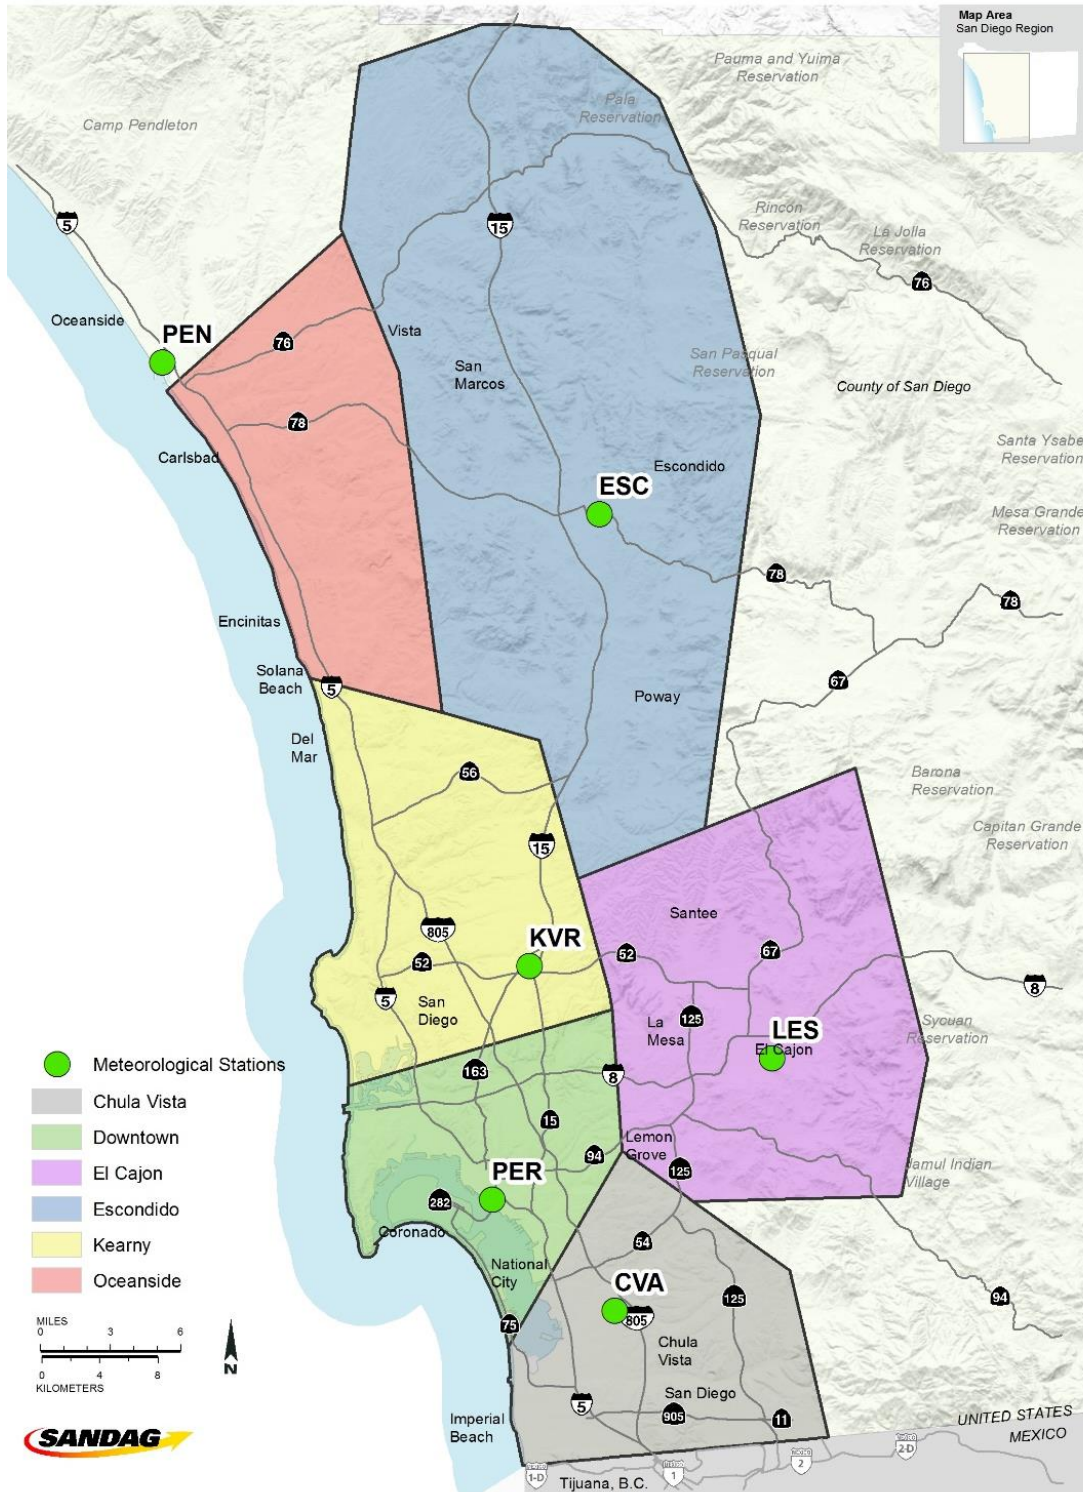 Map Area
San Diego Region
Pauma and Yuima
Reservation
Pala
Reservation
Camp Pendleton
Rincon
Reservation
La Jolla
Reservation
5
15
76
Oceanside
PEN
76
Vista
San
Marcos
San Pasqual
Reservation
County of San Diego
78
Carlsbad
Escondido
Santa Ysabe
Reservation
ESC
Mesa Grande
Reservation
78
78
Encinitas
Solana
Beach
5
67
Poway
Del
Mar
56
Barona
Reservation
15
Capitan Grande
Reservation
Santee
805
KVR
52
52
67
5
San
Diego
8
La
Mesa
125
LES
El Cajon
Sycuan
Reservation
Meteorological Stations
Chula Vista
Downtown
El Cajon
Escondido
Kearny
Oceanside
163
8
15
94
Lemon
Grove
125
Jamul Indian
Village
PER
282
Coronado
National
City
54
CVA
805
125
94
75
Chula
Vista
San Diego
5
905
11
Imperial
Beach
UNITED STATES
MEXICO
1-D
1
2
2-D
Tijuana, B.C.
MILES
0 3 6
0 4 8
KILOMETERS
N
SANDAG